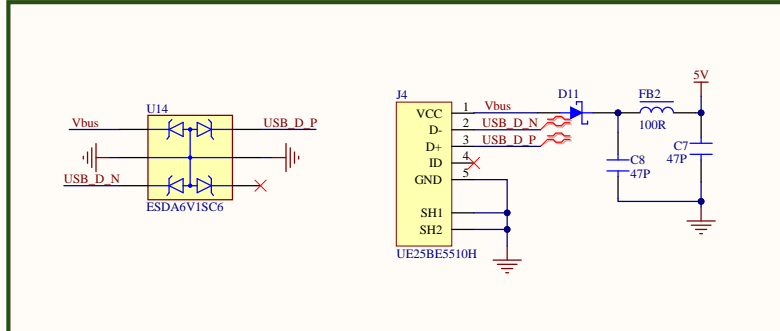 U14
Vbus
USB_D_P
USB_D_N
ESDA6V1SC6
J4
VCC
D-
D+
ID
GND
SH1
SH2
1
2
3
4
5
Vbus
USB_D_N
USB_D_P
UE25BE5510H
D11
FB2
100R
5V
C8
47P
C7
47P